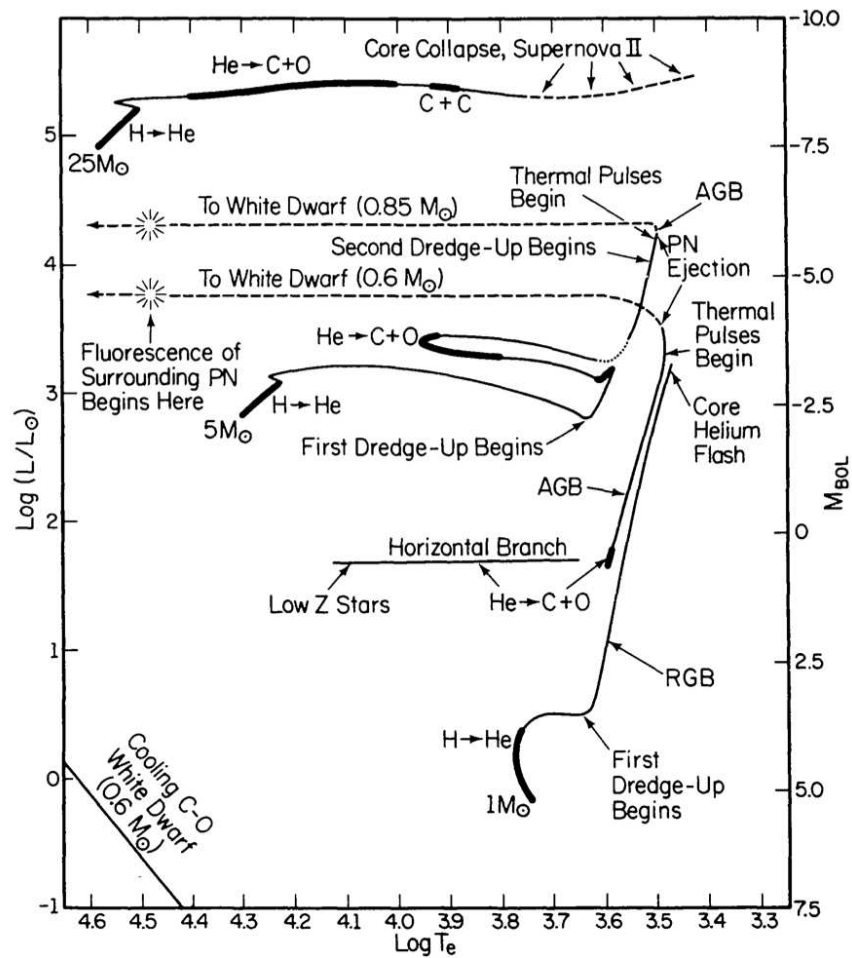 Core Collapse, Supernova II
He→C+O
C+C
H→He
25M⊙
Thermal Pulses
Begin
AGB
To White Dwarf (0.85 M⊙)
Second Dredge-Up Begins
PN
Ejection
To White Dwarf (0.6 M⊙)
Thermal
Pulses
Begin
He→C+O
Fluorescence of
Surrounding PN
Begins Here
H→He
5M⊙
First Dredge-Up Begins
Core
Helium
Flash
AGB
Horizontal Branch
Low Z Stars
He→C+O
RGB
H→He
1M⊙
First
Dredge-Up
Begins
Cooling C-O
White Dwarf
(0.6 M⊙)
Log (L/L⊙)
5
4
3
2
1
0
-1
-10.0
-7.5
-5.0
-2.5
0
2.5
5.0
7.5
M BOL
4.6 4.5 4.4 4.3 4.2 4.1 4.0 3.9 3.8 3.7 3.6 3.5 3.4 3.3
Log Te